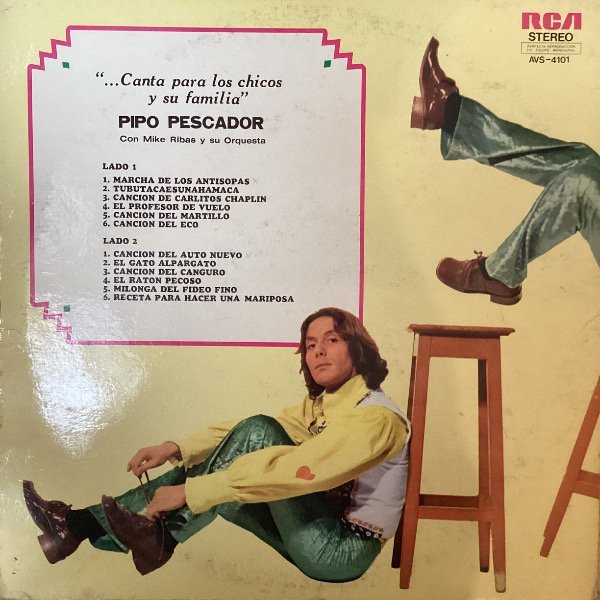 RCA
STEREO
AVS-4101
"...Canta para los chicos
y su familia"
PIPO PESCADOR
Con Mike Ribas y su Orquesta
LADO 1
1. MARCHA DE LOS ANTISOPAS
2. TUBUTACAESUNAHAMACA
3. CANCION DE CARLITOS CHAPLIN
4. EL PROFESOR DE VUELO
5. CANCION DEL MARTILLO
6. CANCION DEL ECO
LADO 2
1. CANCION DEL AUTO NUEVO
2. EL GATO ALPARGATO
3. CANCION DEL CANGURO
4. EL RATON PECOSO
5. MILONGA DEL FIDEO FINO
6. RECETA PARA HACER UNA MARIPOSA